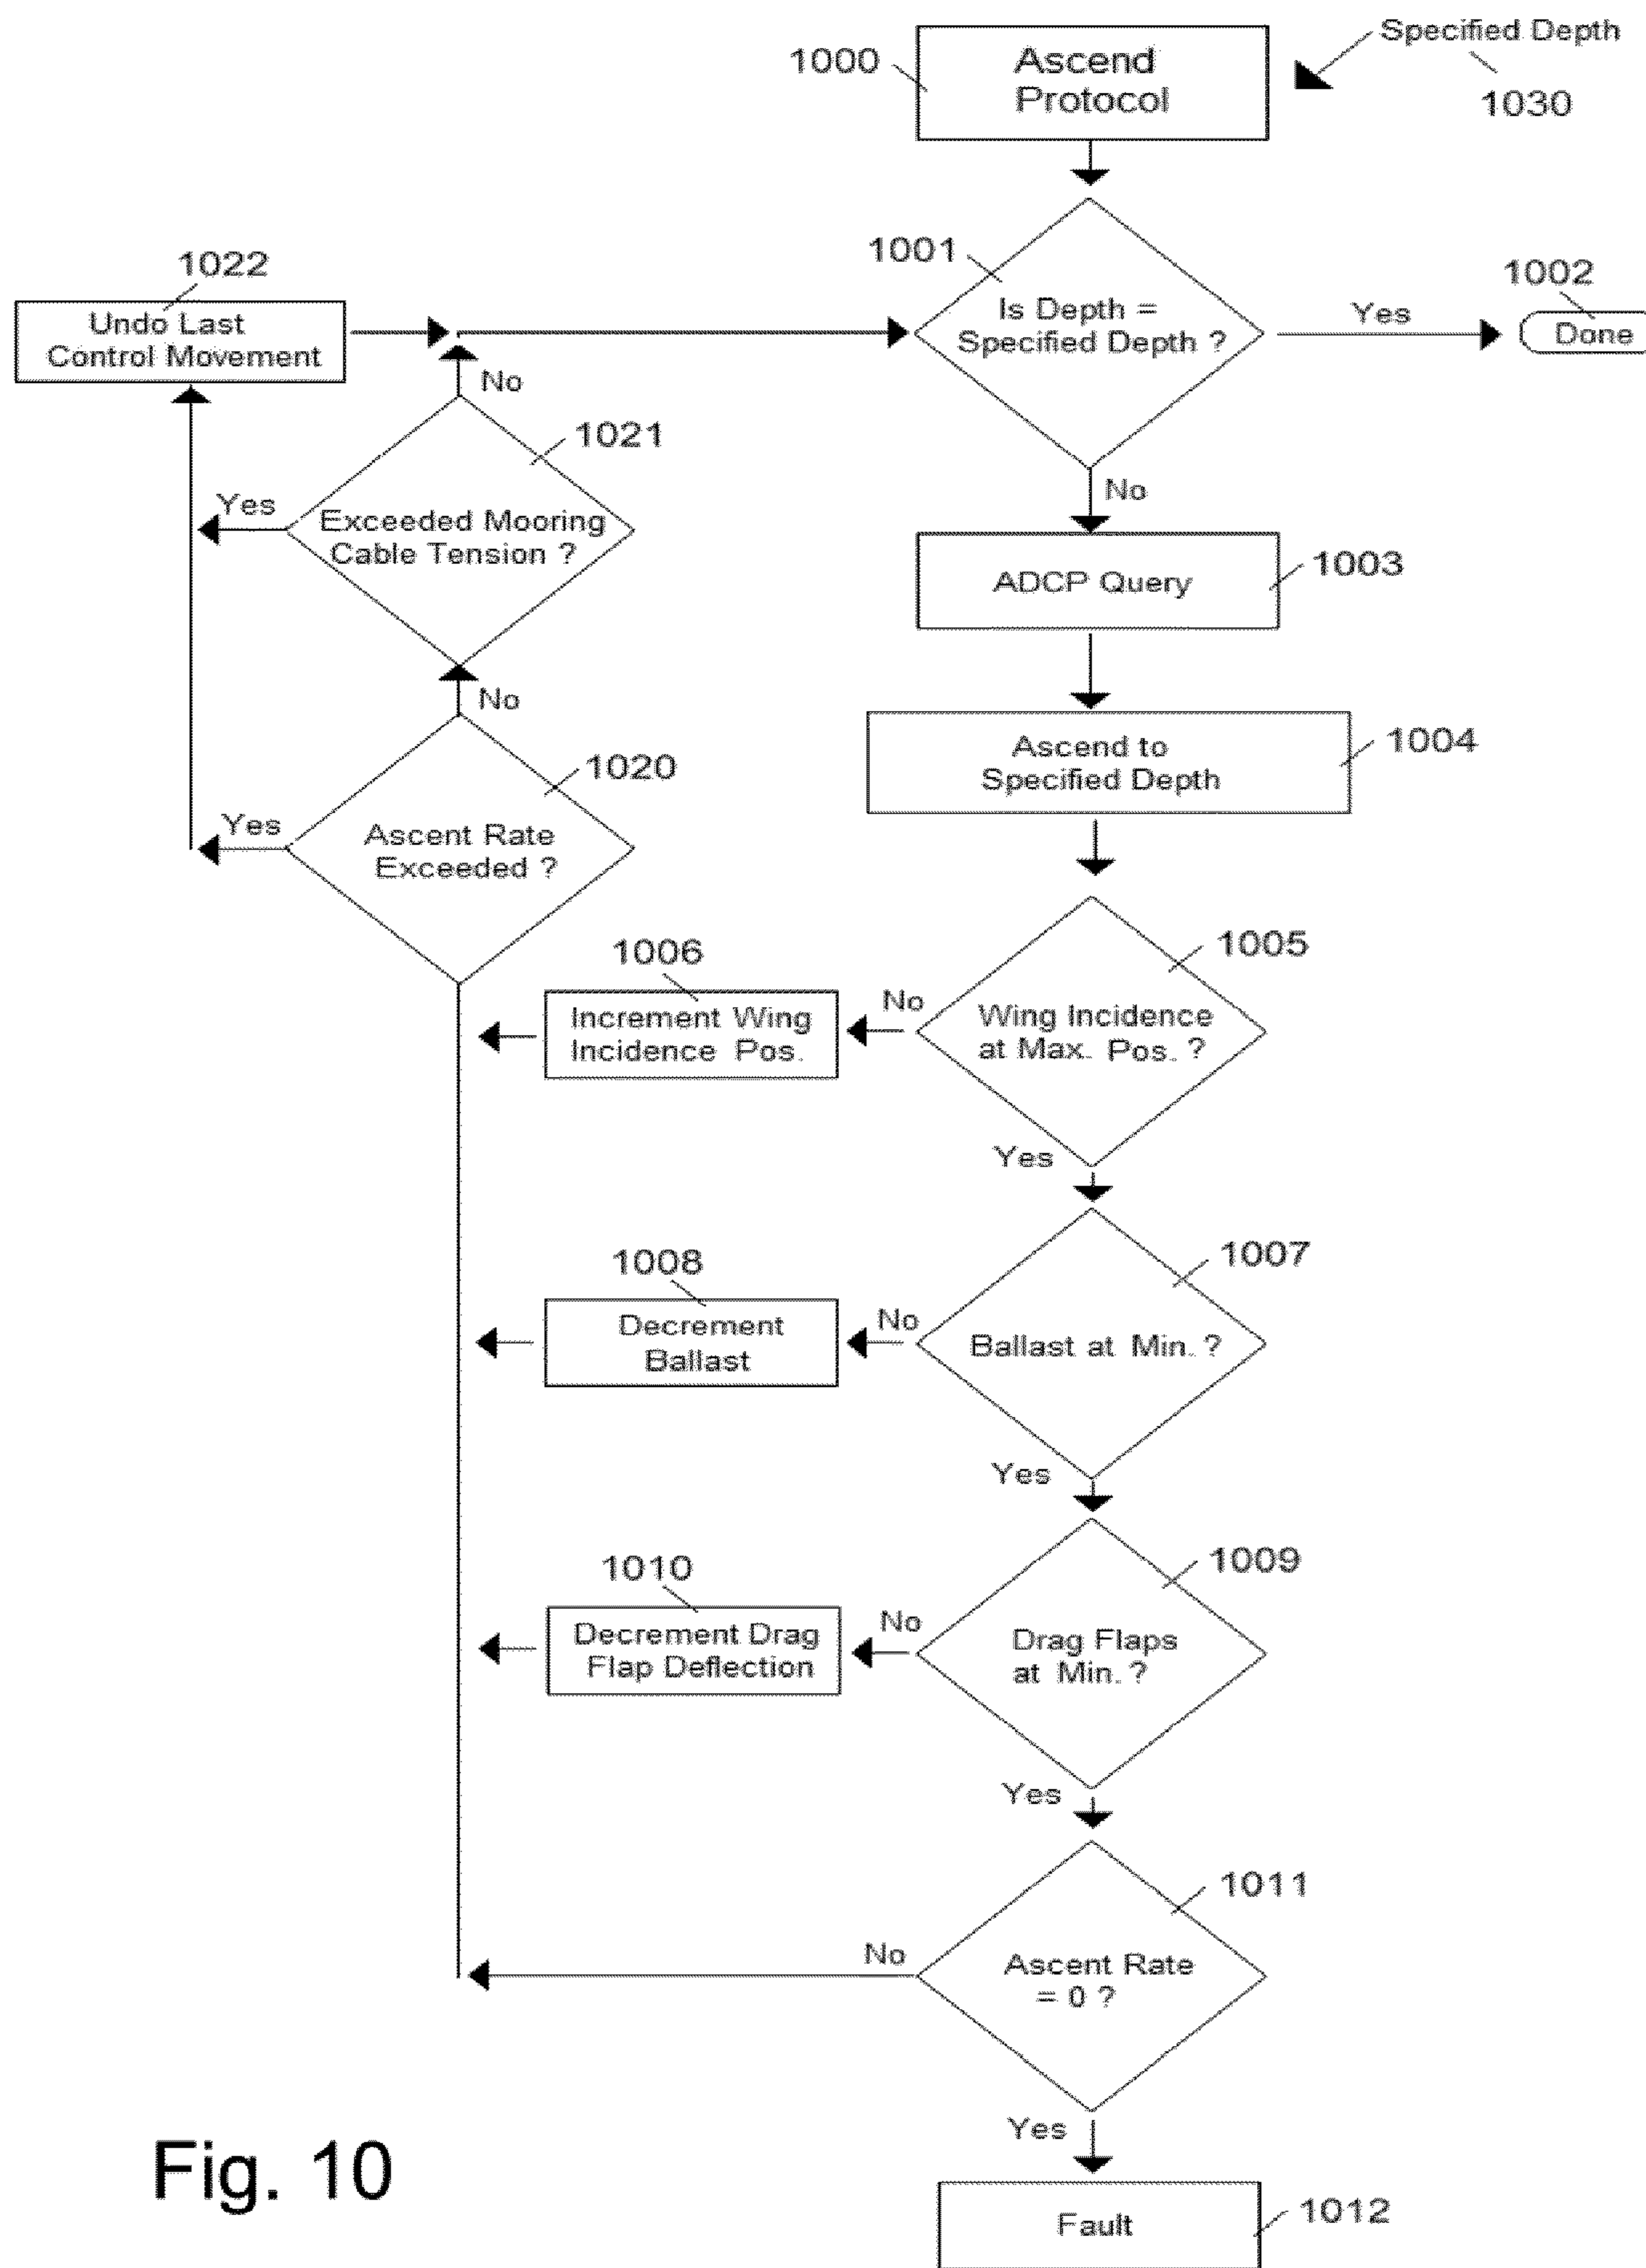 Specified Depth
1030
1000
Ascend
Protocol
1001
Is Depth =
Specified Depth ?
Yes
1002
Done
1022
Undo Last
Control Movement
No
1021
Yes
Exceeded Mooring
Cable Tension ?
No
ADCP Query
1003
No
1020
Yes
Ascent Rate
Exceeded ?
Ascend to
Specified Depth
1004
1005
Wing Incidence
at Max. Pos. ?
No
1006
Increment Wing
Incidence Pos.
Yes
1007
Ballast at Min. ?
No
1008
Decrement
Ballast
Yes
1009
Drag Flaps
at Min. ?
No
1010
Decrement Drag
Flap Deflection
Yes
1011
Ascent Rate
= 0 ?
No
Yes
Fault
1012
Fig. 10